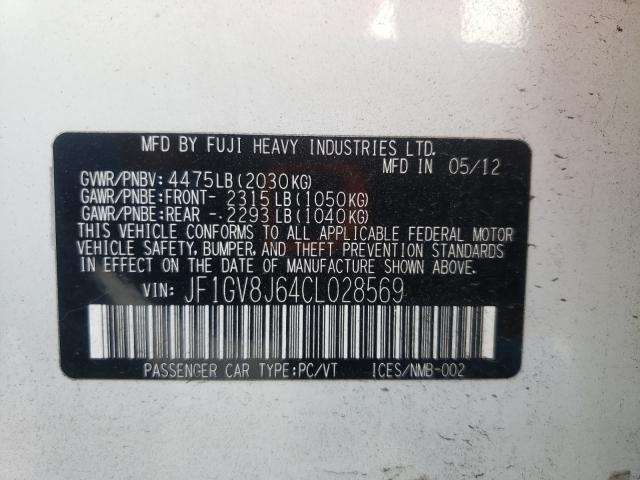 MFD BY FUJI HEAVY INDUSTRIES LTD.
MFD IN 05/12
GVWR/PNBV: 4475LB(2030KG)
GAWR/PNBE:FRONT- 2315LB(1050KG)
GAWR/PNBE:REAR -.2293LB(1040KG)
THIS VEHICLE CONFORMS TO ALL APPLICABLE FEDERAL MOTOR
VEHICLE SAFETY, BUMPER, AND THEFT PREVENTION STANDARDS
IN EFFECT ON THE DATE OF MANUFACTURE SHOWN ABOVE.
VIN: JF1GV8J64CL028569
PASSENGER CAR TYPE:PC/VT ICES/NMB-002